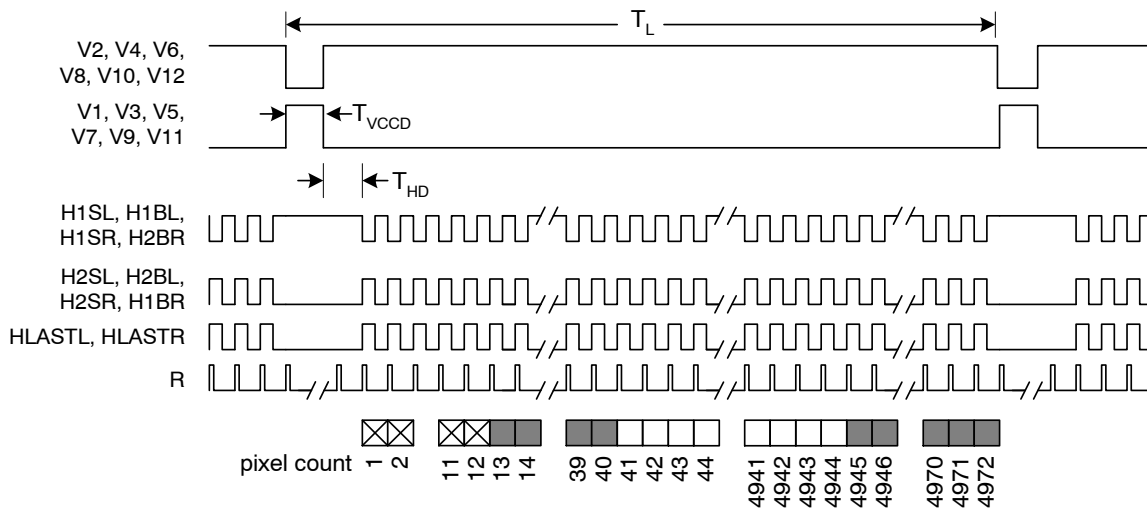 T_L
V2, V4, V6,
V8, V10, V12
V1, V3, V5,
V7, V9, V11
T_VCCD
T_HD
H1SL, H1BL,
H1SR, H2BR
H2SL, H2BL,
H2SR, H1BR
HLASTL, HLASTR
R
pixel count 1 2 11 12 13 14 39 40 41 42 43 44 4941 4942 4943 4944 4945 4946 4970 4971 4972